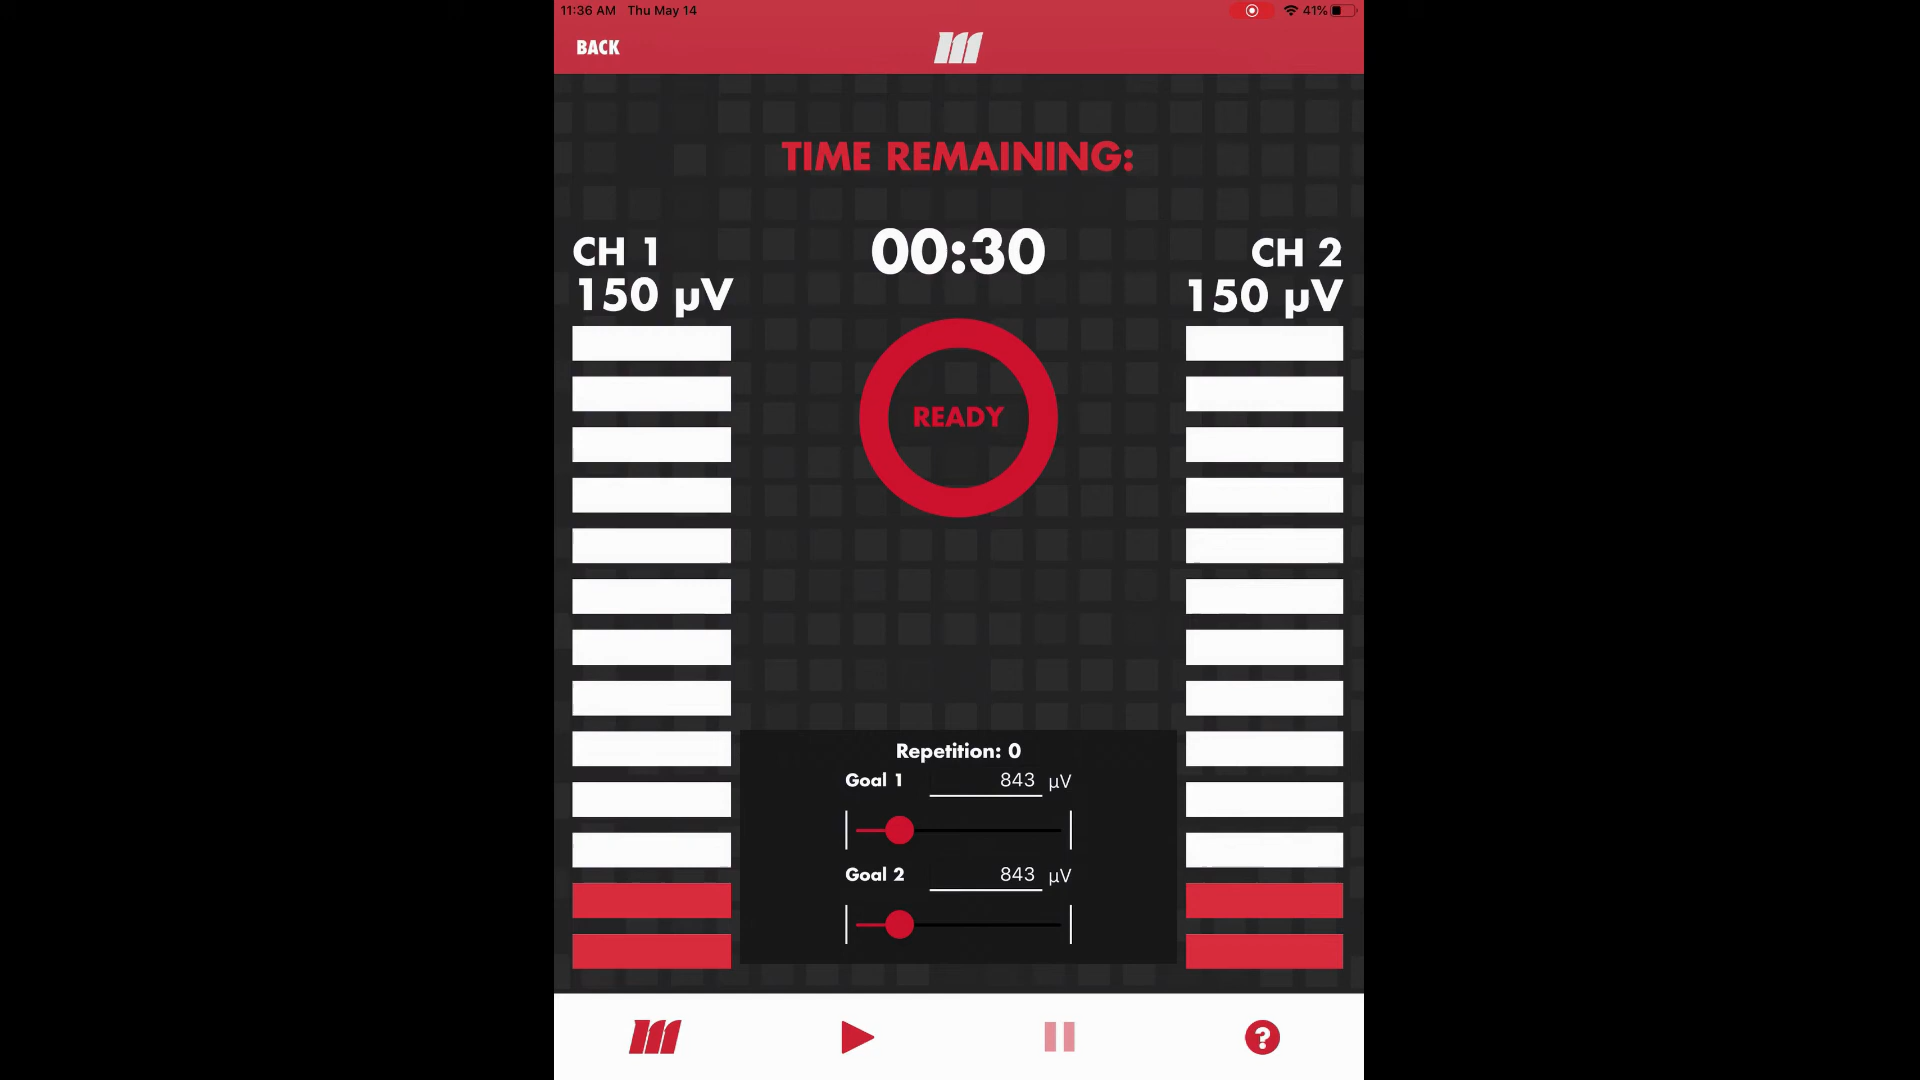 11:36 AM Thu May 14
41%
BACK
TIME REMAINING:
00:30
CH 1
150 µV
CH 2
150 µV
READY
Repetition: 0
Goal 1 843 µV
Goal 2 843 µV
?